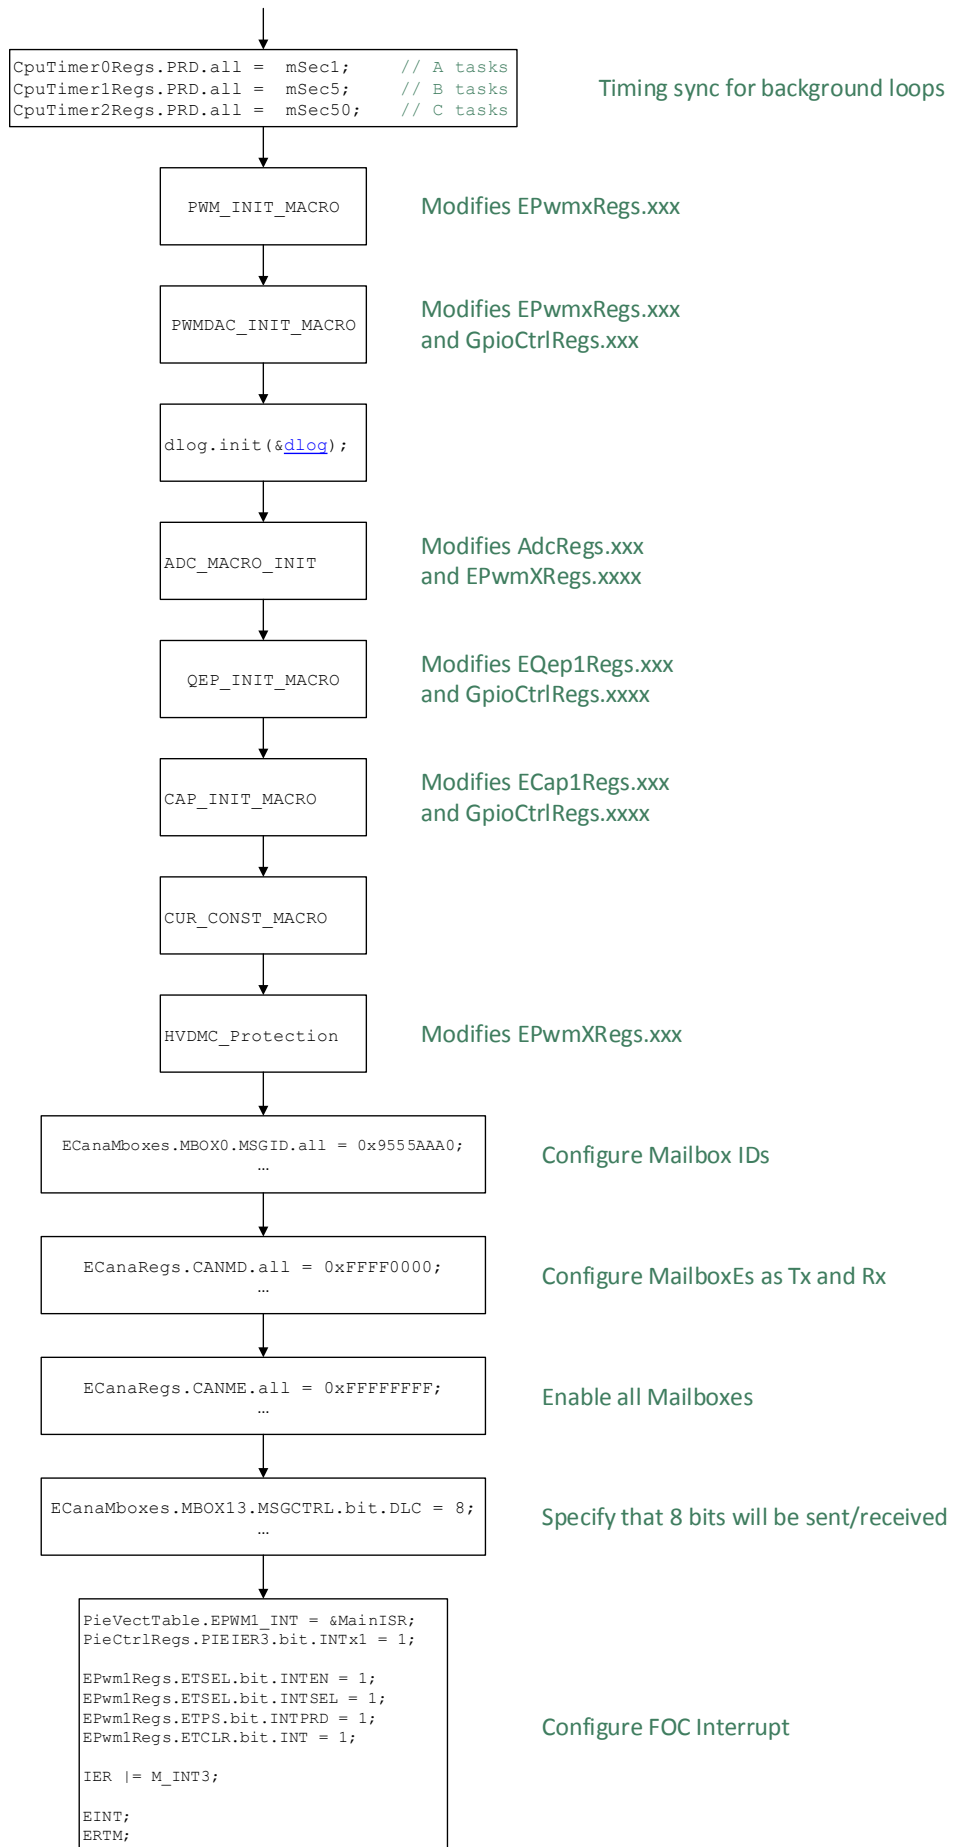 CpuTimer0Regs.PRD.all =  mSec1;     // A tasks
CpuTimer1Regs.PRD.all =  mSec5;     // B tasks
CpuTimer2Regs.PRD.all =  mSec50;    // C tasks
Timing sync for background loops
PWM_INIT_MACRO
Modifies EPwmxRegs.xxx
PWMDAC_INIT_MACRO
Modifies EPwmxRegs.xxx
and GpioCtrlRegs.xxx
dlog.init(&dlog);
ADC_MACRO_INIT
Modifies AdcRegs.xxx
and EPwmXRegs.xxxx
QEP_INIT_MACRO
Modifies EQep1Regs.xxx
and GpioCtrlRegs.xxxx
CAP_INIT_MACRO
Modifies ECap1Regs.xxx
and GpioCtrlRegs.xxxx
CUR_CONST_MACRO
HVDMC_Protection
Modifies EPwmXRegs.xxx
ECanaMboxes.MBOX0.MSGID.all = 0x9555AAA0;
…
Configure Mailbox IDs
ECanaRegs.CANMD.all = 0xFFFF0000;
…
Configure MailboxEs as Tx and Rx
ECanaRegs.CANME.all = 0xFFFFFFFF;
…
Enable all Mailboxes
ECanaMboxes.MBOX13.MSGCTRL.bit.DLC = 8;
…
Specify that 8 bits will be sent/received
PieVectTable.EPWM1_INT = &MainISR;
PieCtrlRegs.PIEIER3.bit.INTx1 = 1;
EPwm1Regs.ETSEL.bit.INTEN = 1;
EPwm1Regs.ETSEL.bit.INTSEL = 1;
EPwm1Regs.ETPS.bit.INTPRD = 1;
EPwm1Regs.ETCLR.bit.INT = 1;
IER |= M_INT3;
EINT;
ERTM;
Configure FOC Interrupt